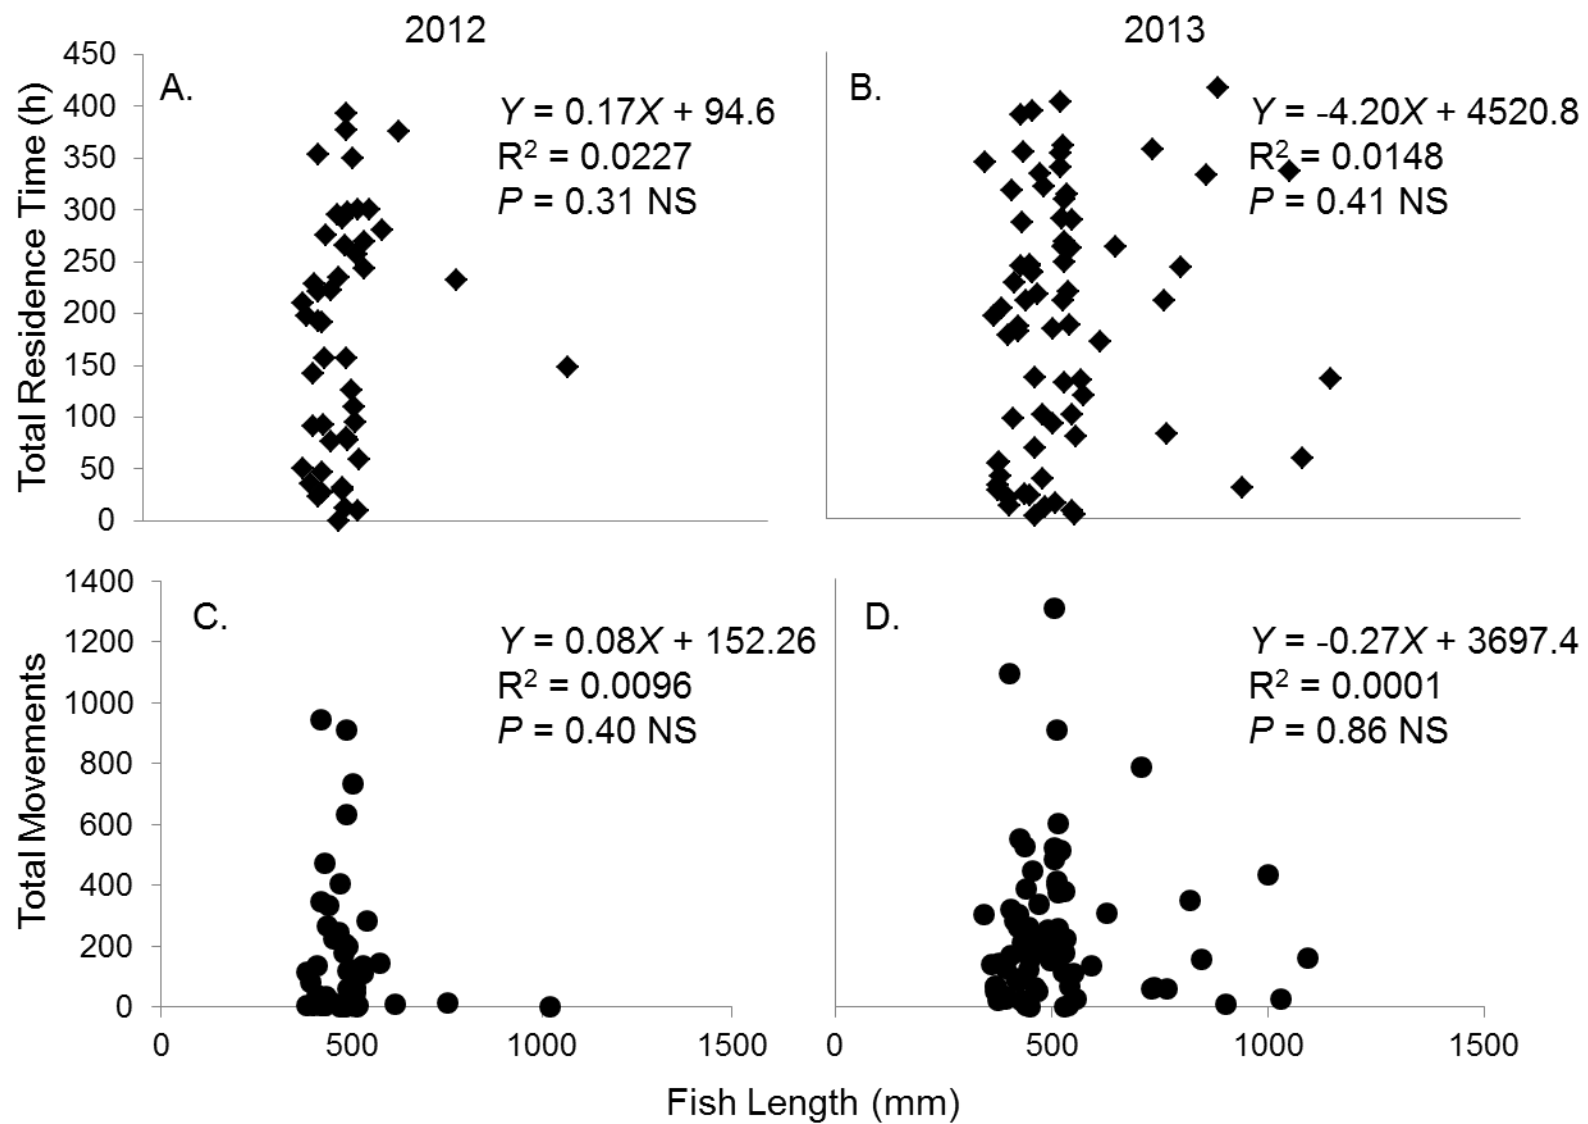 2012
2013
Total Residence Time (h)
450
400
350
300
250
200
150
100
50
0
A.
Y = 0.17X + 94.6
R² = 0.0227
P = 0.31 NS
B.
Y = -4.20X + 4520.8
R² = 0.0148
P = 0.41 NS
Total Movements
1400
1200
1000
800
600
400
200
0
C.
Y = 0.08X + 152.26
R² = 0.0096
P = 0.40 NS
D.
Y = -0.27X + 3697.4
R² = 0.0001
P = 0.86 NS
0 500 1000 1500
0 500 1000 1500
Fish Length (mm)